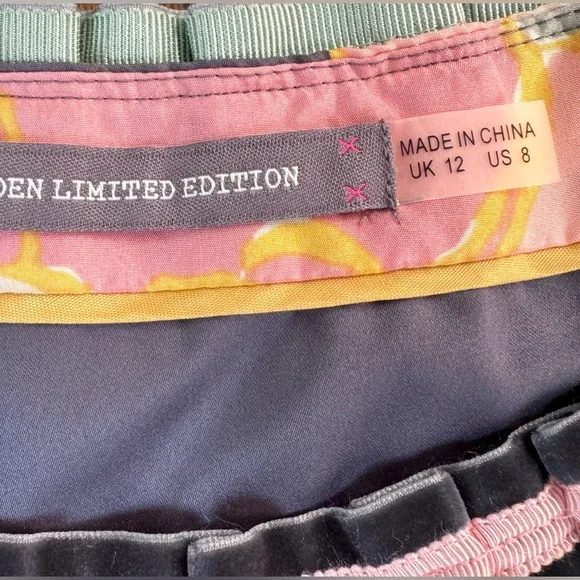 DEN LIMITED EDITION
MADE IN CHINA
UK 12 US 8